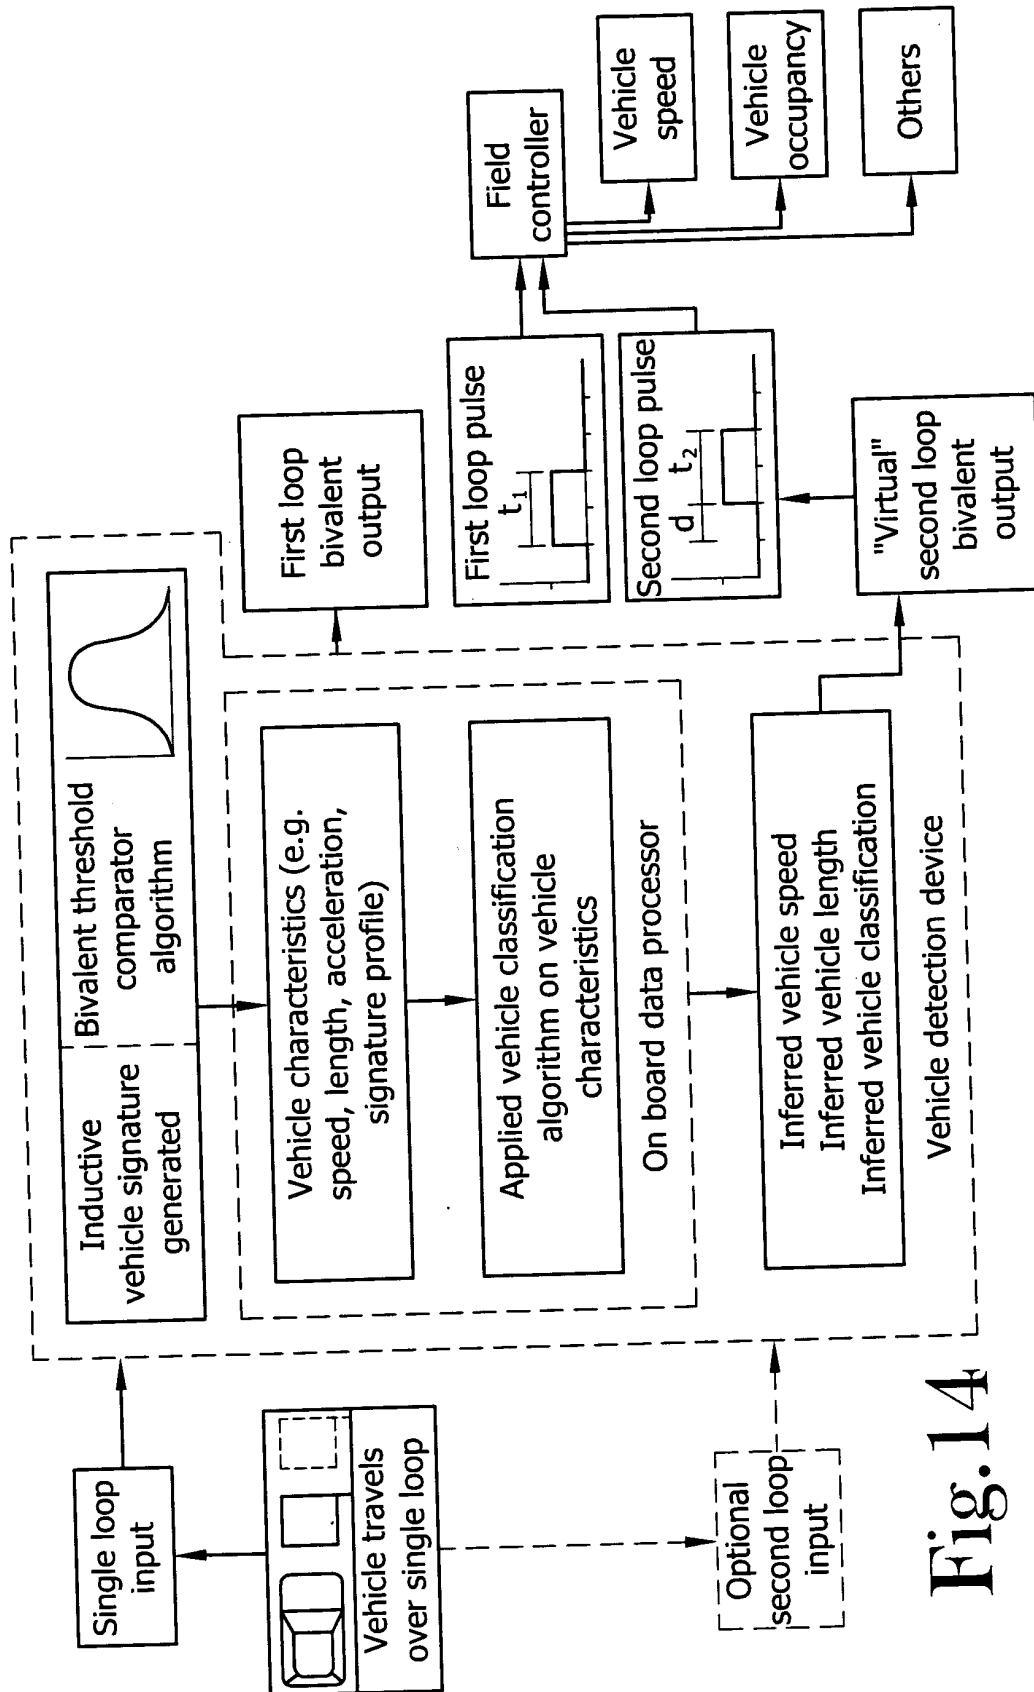 Single loop
input
Vehicle travels
over single loop
Optional
second loop
input
Inductive
vehicle signature
generated
Bivalent threshold
comparator
algorithm
Vehicle characteristics (e.g.
speed, length, acceleration,
signature profile)
Applied vehicle classification
algorithm on vehicle
characteristics
On board data processor
Inferred vehicle speed
Inferred vehicle length
Inferred vehicle classification
Vehicle detection device
First loop
bivalent
output
First loop pulse
t₁
Second loop pulse
d t₂
"Virtual"
second loop
bivalent
output
Field
controller
Vehicle
speed
Vehicle
occupancy
Others
Fig.14